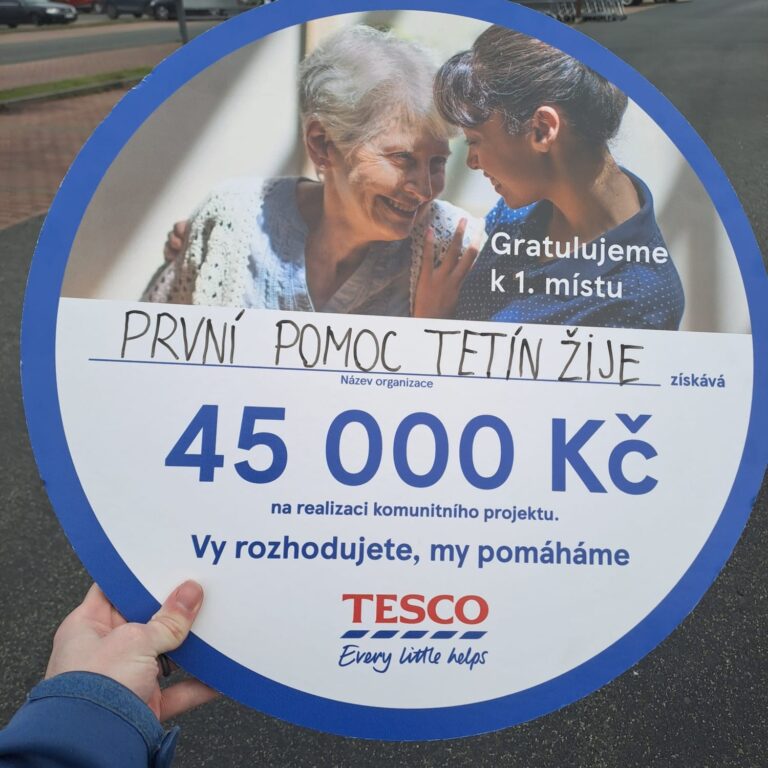 Gratulujeme
k 1. místu
PRVNÍ POMOC TETÍN ŽIJE získává
Název organizace
45 000 Kč
na realizaci komunitního projektu.
Vy rozhodujete, my pomáháme
TESCO
Every little helps